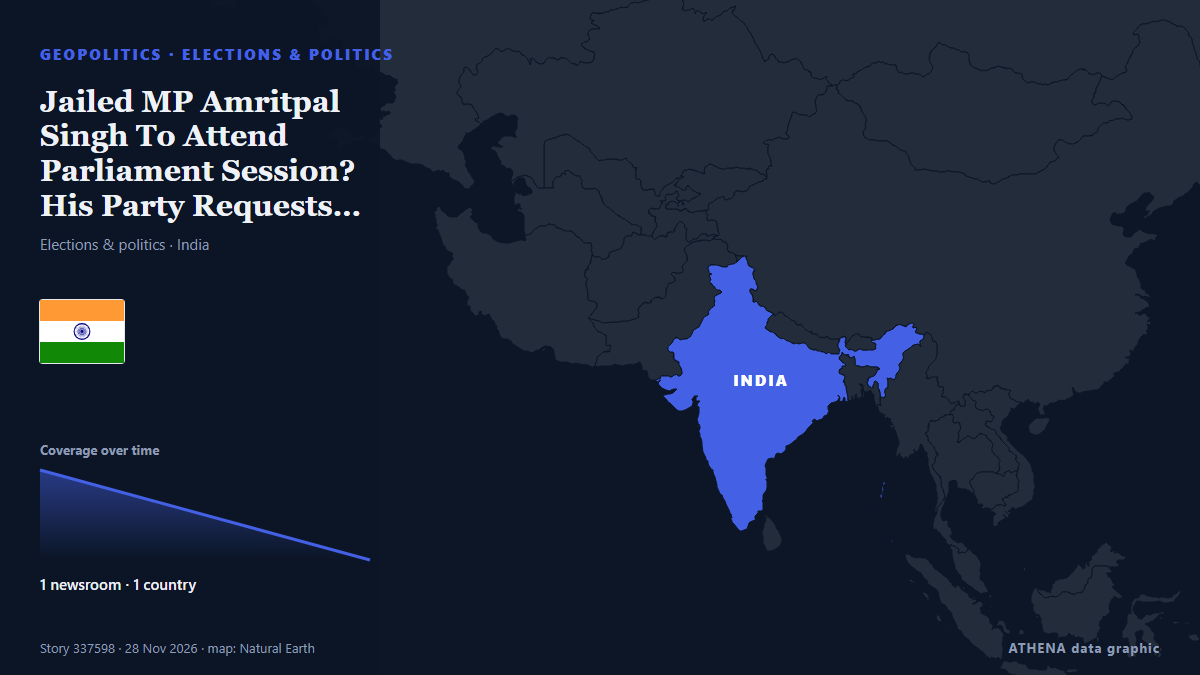 GEOPOLITICS · ELECTIONS & POLITICS
Jailed MP Amritpal
Singh To Attend
Parliament Session?
His Party Requests...
Elections & politics · India
INDIA
Coverage over time
1 newsroom · 1 country
Story 337598 · 28 Nov 2026 · map: Natural Earth
ATHENA data graphic